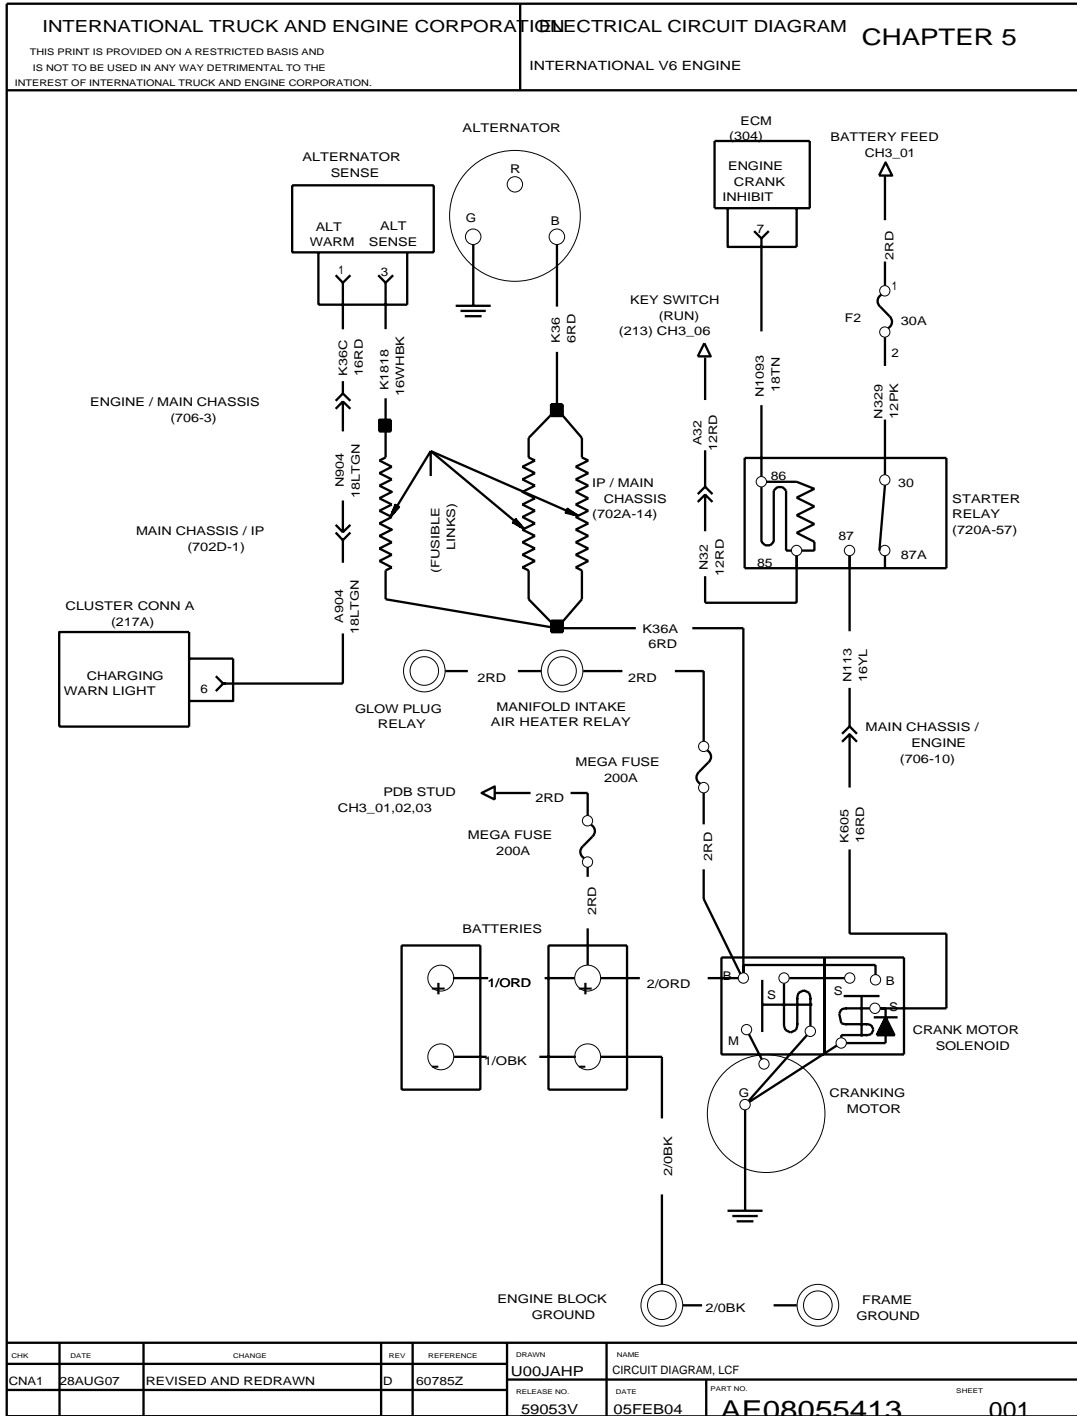 INTERNATIONAL TRUCK AND ENGINE CORPORATION
THIS PRINT IS PROVIDED ON A RESTRICTED BASIS AND
IS NOT TO BE USED IN ANY WAY DETRIMENTAL TO THE
INTEREST OF INTERNATIONAL TRUCK AND ENGINE CORPORATION.
ELECTRICAL CIRCUIT DIAGRAM
CHAPTER 5
INTERNATIONAL V6 ENGINE
ALTERNATOR
R
G
B
ALTERNATOR
SENSE
ALT
WARM
ALT
SENSE
1
3
ECM
(304)
ENGINE
CRANK
INHIBIT
7
BATTERY FEED
CH3_01
2RD
1
F2
30A
2
KEY SWITCH
(RUN)
(213) CH3_06
K36C
16RD
K1818
16WHBK
K36
6RD
N1093
18TN
N329
12PK
A32
12RD
ENGINE / MAIN CHASSIS
(706-3)
N904
18LTGN
MAIN CHASSIS / IP
(702D-1)
(FUSIBLE
LINKS)
IP / MAIN
CHASSIS
(702A-14)
N32
12RD
86
30
87
85
87A
STARTER
RELAY
(720A-57)
A904
18LTGN
CLUSTER CONN A
(217A)
CHARGING
WARN LIGHT
6
K36A
6RD
N113
16YL
2RD
2RD
GLOW PLUG
RELAY
MANIFOLD INTAKE
AIR HEATER RELAY
MAIN CHASSIS /
ENGINE
(706-10)
MEGA FUSE
200A
PDB STUD
CH3_01,02,03
2RD
MEGA FUSE
200A
2RD
K605
16RD
2RD
BATTERIES
+
1/ORD
+
2/ORD
-
1/OBK
-
B
S
S
B
S
M
CRANK MOTOR
SOLENOID
G
CRANKING
MOTOR
2/0BK
ENGINE BLOCK
GROUND
2/0BK
FRAME
GROUND
CHK
DATE
CHANGE
REV
REFERENCE
DRAWN
NAME
CNA1
28AUG07
REVISED AND REDRAWN
D
60785Z
U00JAHP
CIRCUIT DIAGRAM, LCF
RELEASE NO.
DATE
PART NO.
SHEET
59053V
05FEB04
AE08055413
001